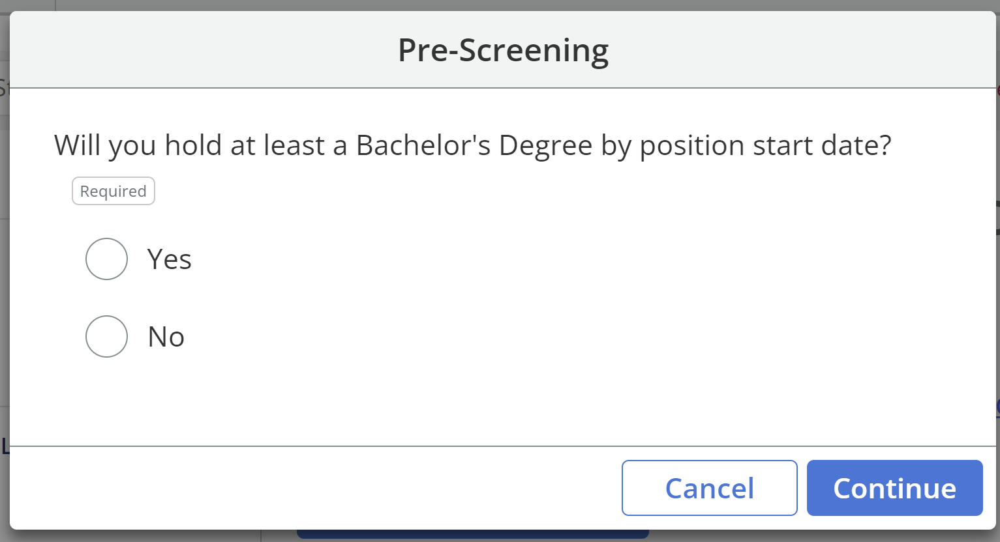 Pre-Screening
Will you hold at least a Bachelor's Degree by position start date?
Required
Yes
No
Cancel
Continue